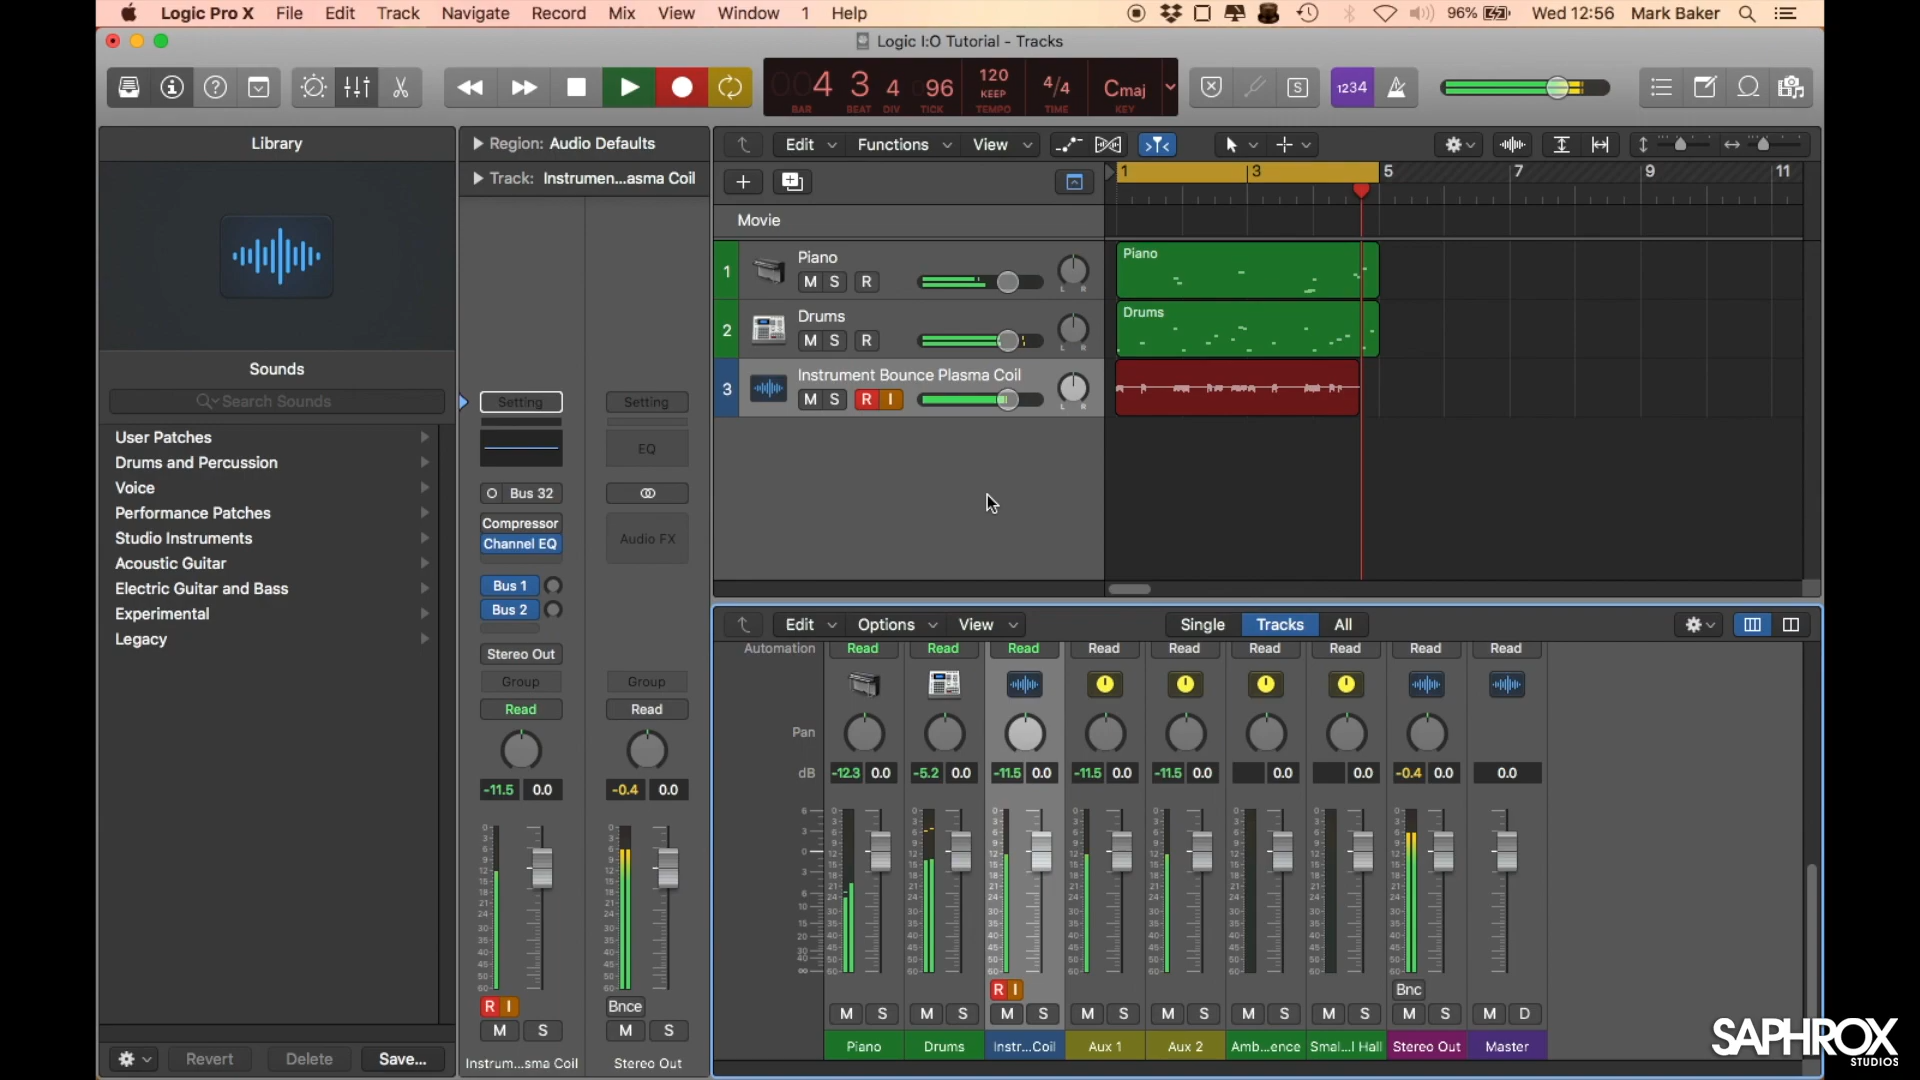 Logic Pro X File Edit Track Navigate Record Mix View Window 1 Help 96% Wed 12:56 Mark Baker
Logic I:O Tutorial - Tracks
4 3 4 96 120 KEEP 4/4 Cmaj
BAR BEAT DIV TICK TEMPO TIME KEY
S 1234
Library
Region: Audio Defaults
Track: Instrumen...asma Coil
Edit Functions View
1 3 5 7 9 11
Movie
1 Piano
M S R
L R
Piano
2 Drums
M S R
L R
Drums
3 Instrument Bounce Plasma Coil
M S R I
L R
Sounds
Search Sounds
User Patches
Drums and Percussion
Voice
Performance Patches
Studio Instruments
Acoustic Guitar
Electric Guitar and Bass
Experimental
Legacy
Revert Delete Save...
Setting Setting
EQ
Bus 32
Compressor
Channel EQ
Audio FX
Bus 1
Bus 2
Stereo Out
Group Group
Read Read
-11.5 0.0 -0.4 0.0
R I Bnce
M S M S
Instrum...sma Coil Stereo Out
Edit Options View Single Tracks All
Automation Read Read Read Read Read Read Read Read Read
Pan
dB -12.3 0.0 -5.2 0.0 -11.5 0.0 -11.5 0.0 -11.5 0.0 0.0 0.0 -0.4 0.0 0.0
R I Bnc
M S M S M S M S M S M S M S M S M D
Piano Drums Instr...Coil Aux 1 Aux 2 Amb...ence Smal...l Hall Stereo Out Master
SAPHROX
STUDIOS